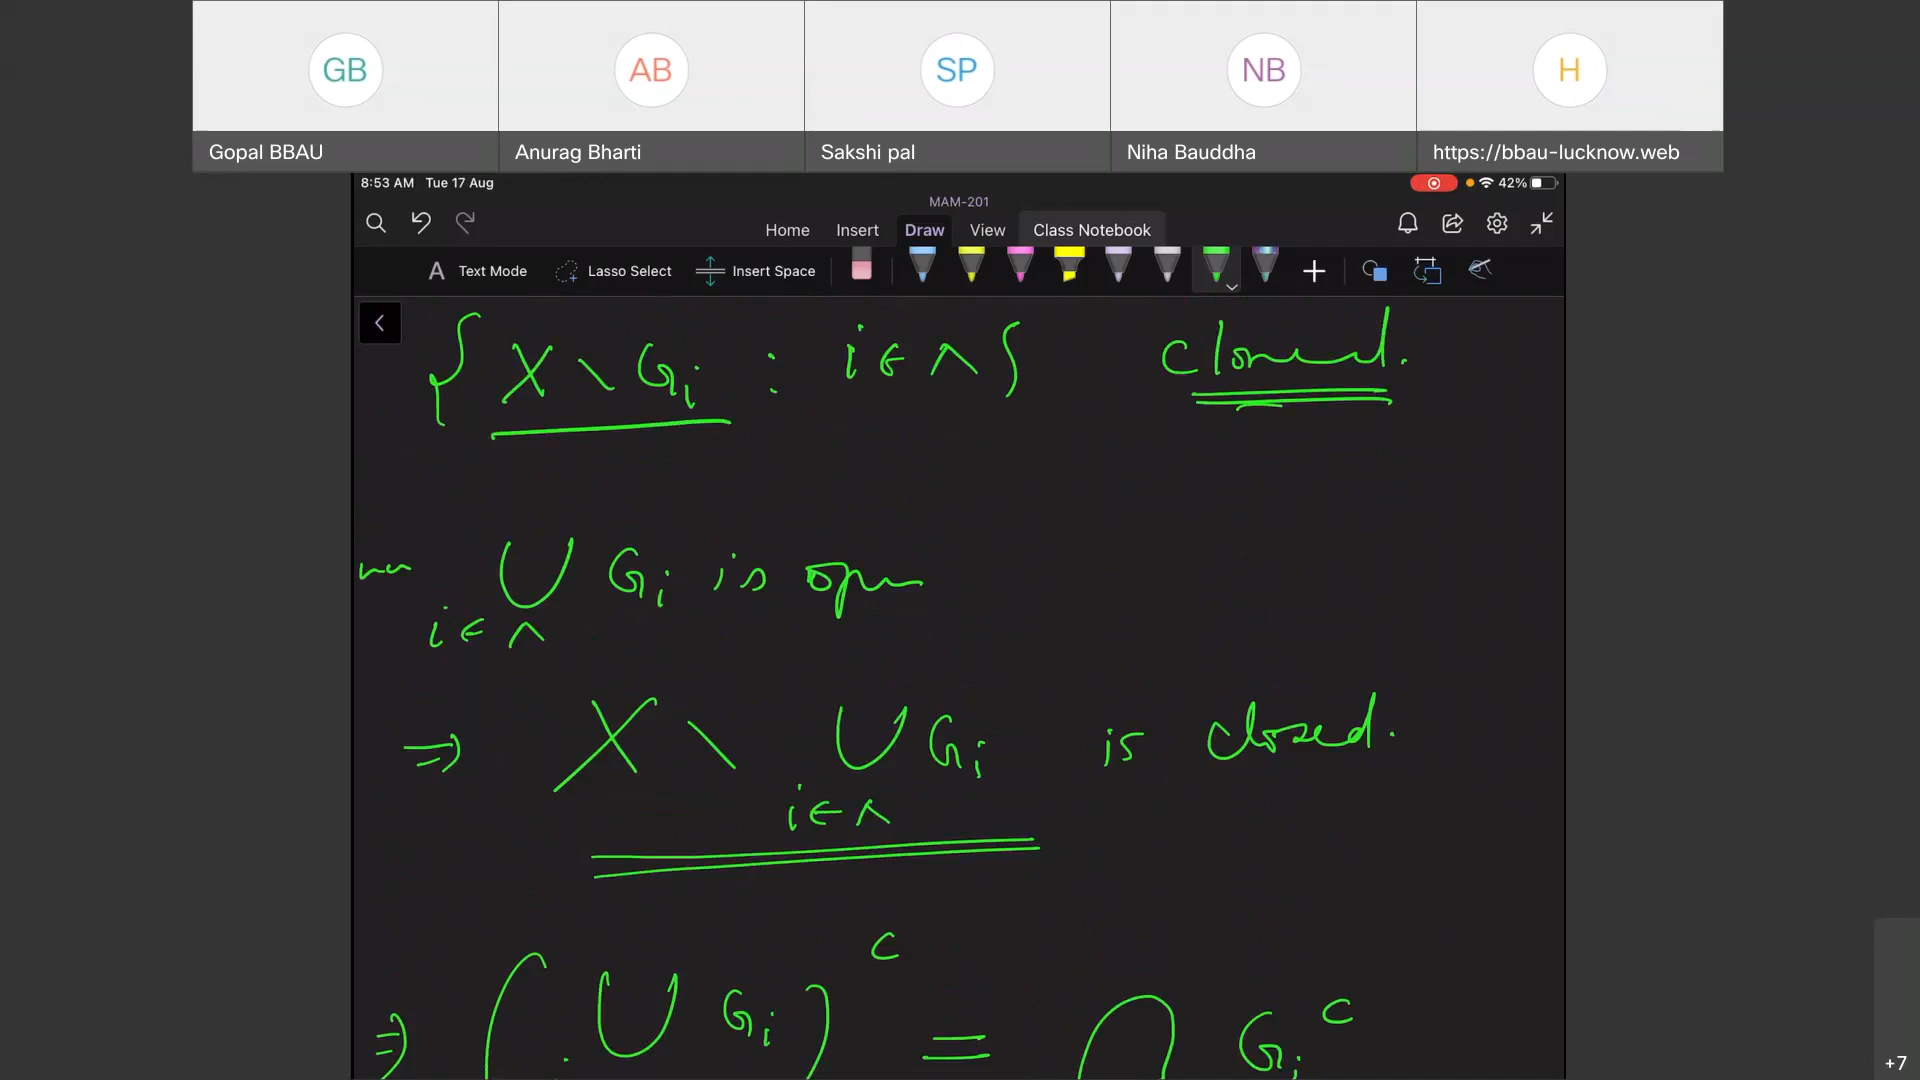 GB AB SP NB H
Gopal BBAU Anurag Bharti Sakshi pal Niha Bauddha https://bbau-lucknow.web
8:53 AM Tue 17 Aug 42%
MAM-201
Home Insert Draw View Class Notebook
A Text Mode Lasso Select Insert Space
{ X \ Gi : i ∈ Λ } closed.
∪ Gi is open
i ∈ Λ
⇒ X \ ∪ Gi is closed.
i ∈ Λ
⇒ ( ∪ Gi )^c = ∩ Gi^c
+7